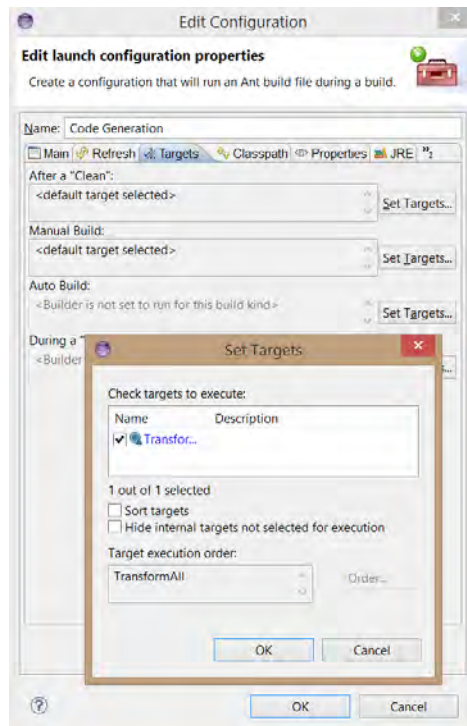 Edit Configuration
Edit launch configuration properties
Create a configuration that will run an Ant build file during a build.
Name: Code Generation
Main Refresh Targets Classpath Properties JRE »2
After a "Clean":
<default target selected>
Set Targets...
Manual Build:
<default target selected>
Set Targets...
Auto Build:
<Builder is not set to run for this build kind>
Set Targets...
During a "
<Builder
Set Targets
Check targets to execute:
Name Description
Transfor...
1 out of 1 selected
Sort targets
Hide internal targets not selected for execution
Target execution order:
TransformAll
Order...
OK Cancel
OK Cancel